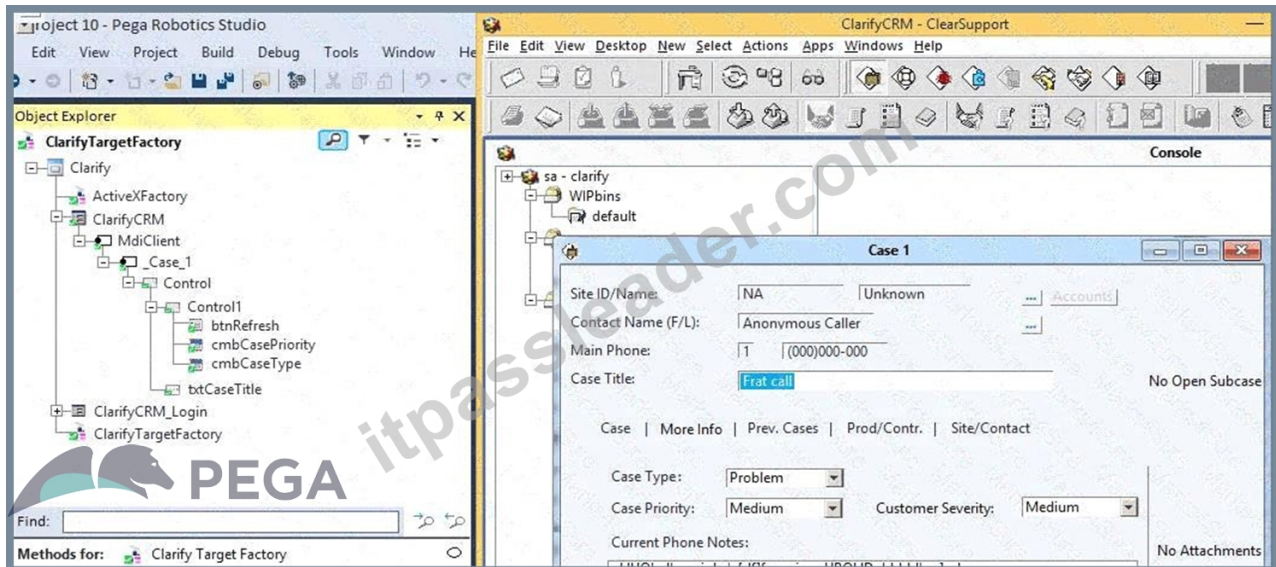 roject 10 - Pega Robotics Studio
Edit View Project Build Debug Tools Window He
Object Explorer
ClarifyTargetFactory
Clarify
ActiveXFactory
ClarifyCRM
MdiClient
_Case_1
Control
Control1
btnRefresh
cmbCasePriority
cmbCaseType
txtCaseTitle
ClarifyCRM_Login
ClarifyTargetFactory
PEGA
Find:
Methods for: Clarify Target Factory
ClarifyCRM - ClearSupport
File Edit View Desktop New Select Actions Apps Windows Help
Console
sa - clarify
WIPbins
default
Case 1
Site ID/Name: NA Unknown ... Accounts
Contact Name (F/L): Anonymous Caller ...
Main Phone: 1 (000)000-000
Case Title: Frat call
No Open Subcase
Case | More Info | Prev. Cases | Prod/Contr. | Site/Contact
Case Type: Problem
Case Priority: Medium Customer Severity: Medium
Current Phone Notes:
No Attachments
itpassleader.com